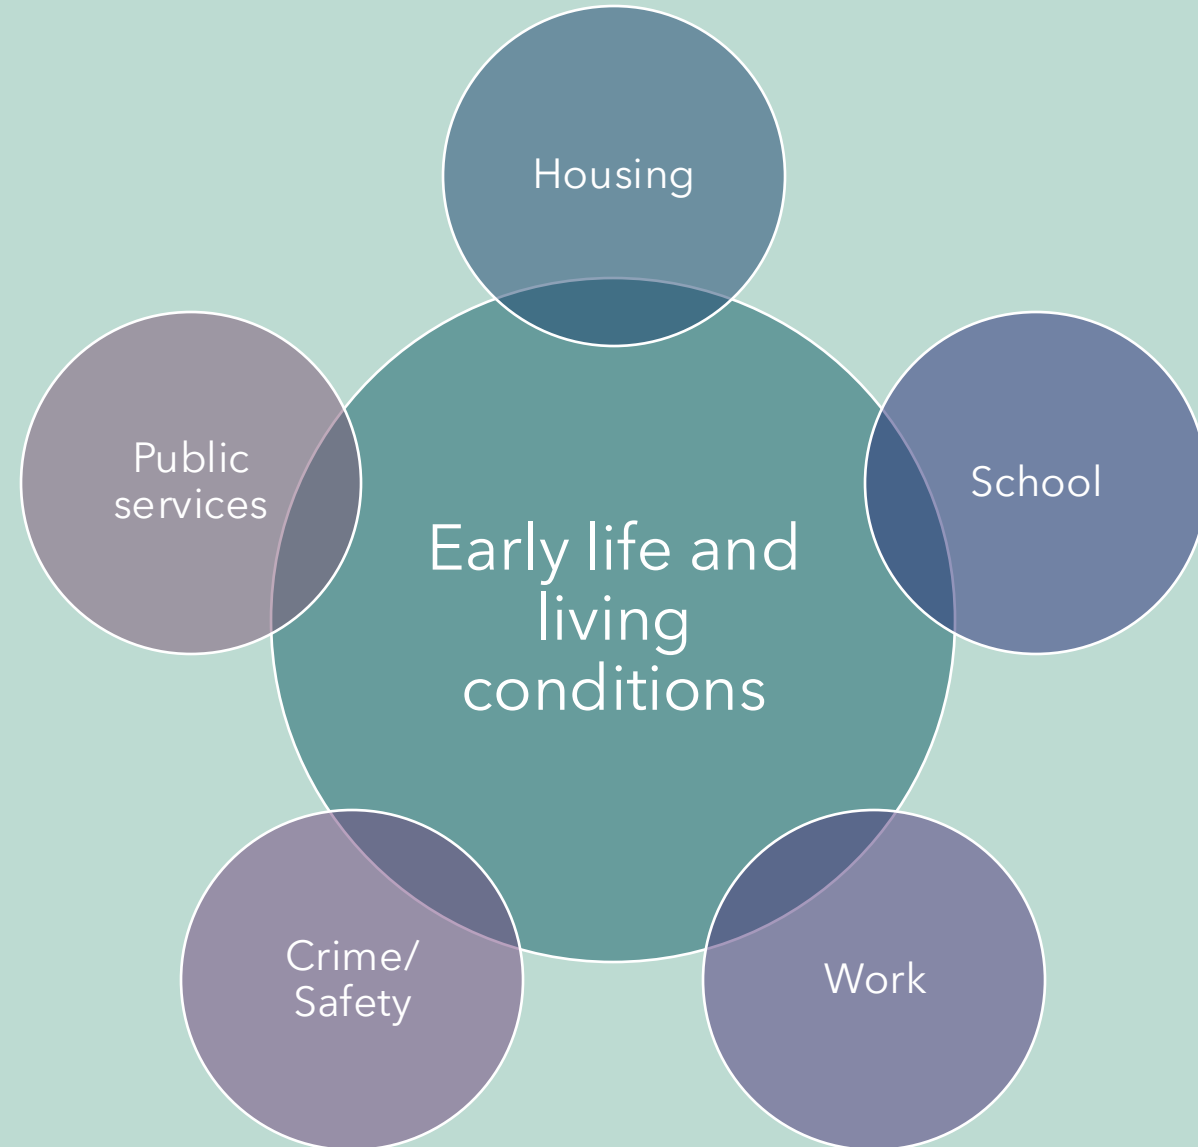 Housing
Public
services
School
Early life and
living
conditions
Crime/
Safety
Work